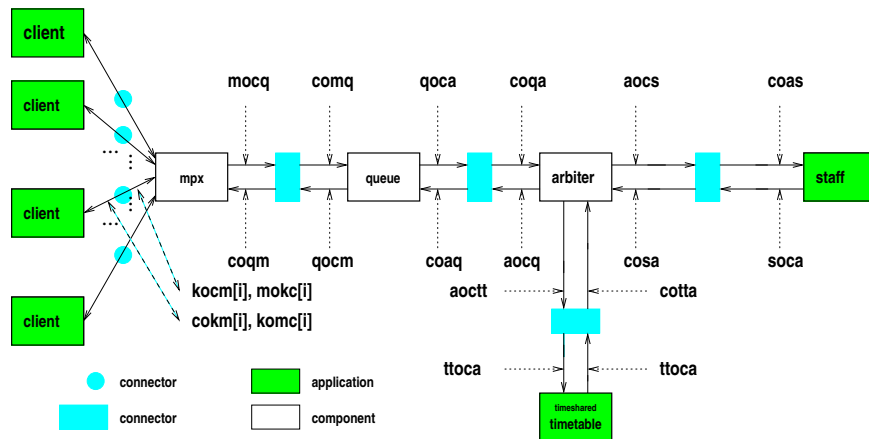 client
client
client
client
...
...
...
...
mocq
comq
qoca
coqa
aocs
coas
mpx
queue
arbiter
staff
coqm
qocm
coaq
aocq
cosa
soca
kocm[i], mokc[i]
cokm[i], komc[i]
aoctt
cotta
ttoca
ttoca
connector
application
connector
component
timeshared
timetable